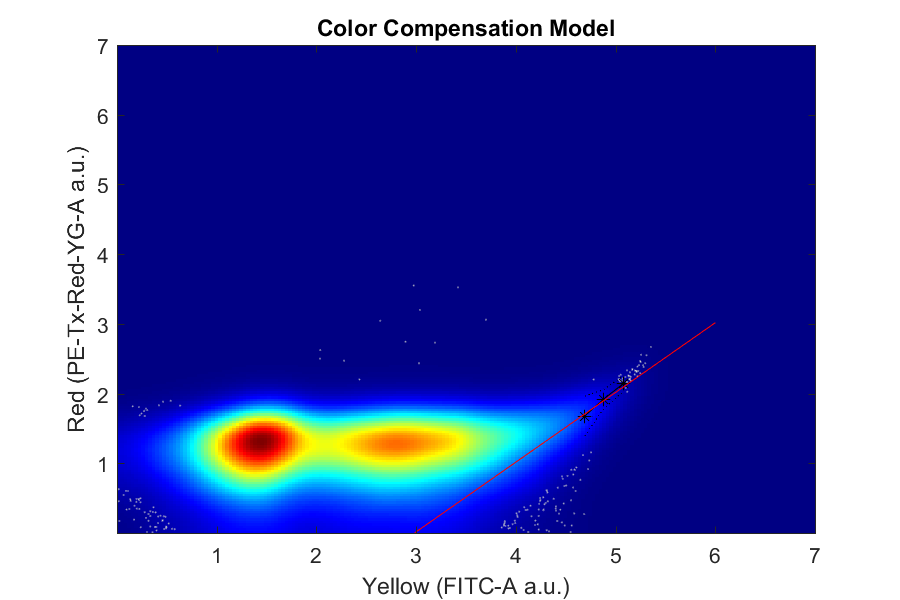 Color Compensation Model
7
6
5
4
3
2
1
Red (PE-Tx-Red-YG-A a.u.)
1 2 3 4 5 6 7
Yellow (FITC-A a.u.)